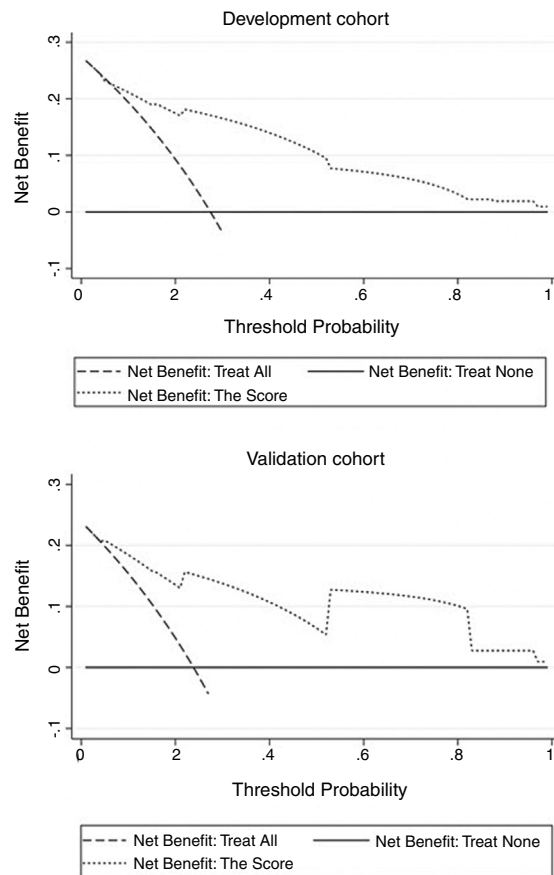 Development cohort
.3
.2
.1
0
-.1
Net Benefit
0
2
.4
.6
.8
1
Threshold Probability
Net Benefit: Treat All
Net Benefit: Treat None
Net Benefit: The Score
Validation cohort
.3
.2
.1
0
-.1
Net Benefit
0
2
.4
.6
.8
1
Threshold Probability
Net Benefit: Treat All
Net Benefit: Treat None
Net Benefit: The Score